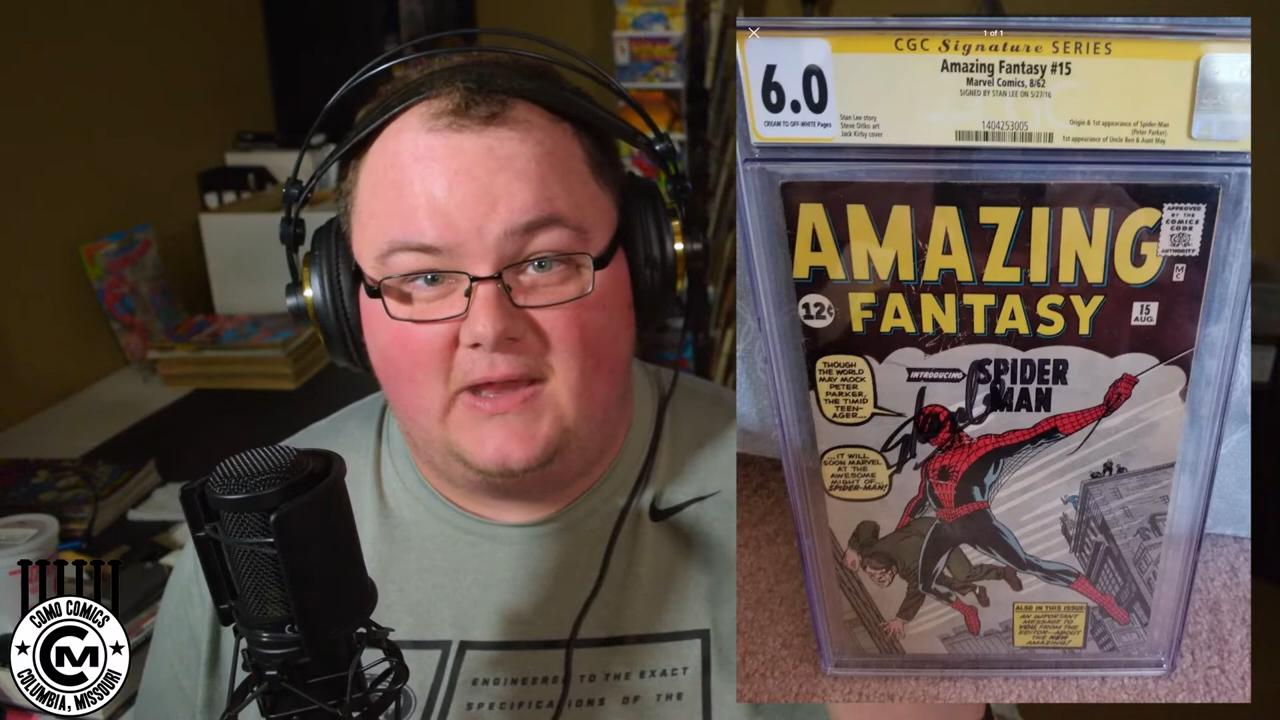 1 of 1
CGC Signature SERIES
6.0
CREAM TO OFF-WHITE Pages
Amazing Fantasy #15
Marvel Comics, 8/62
SIGNED BY STAN LEE ON 5/27/16
Stan Lee story
Steve Ditko art
Jack Kirby cover
1404253005
Origin & 1st appearance of Spider-Man
(Peter Parker).
1st appearance of Uncle Ben & Aunt May.
AMAZING
FANTASY
APPROVED
BY THE
COMICS
CODE
AUTHORITY
MC
12¢
15
AUG.
INTRODUCING
SPIDER
MAN
THOUGH
THE WORLD
MAY MOCK
PETER
PARKER,
THE TIMID
TEEN-
AGER...
...IT WILL
SOON MARVEL
AT THE
AWESOME
MIGHT OF...
SPIDER-MAN!
ALSO IN THIS ISSUE:
AN IMPORTANT
MESSAGE TO
YOU, FROM THE
EDITOR--ABOUT
THE NEW
AMAZING!
ENGINEERED TO THE EXACT
SPECIFICATIONS OF THE
COMO COMICS
CM
COLUMBIA, MISSOURI